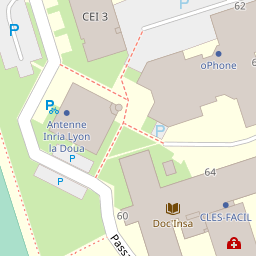 62
CEI 3
P
oPhone
P
Antenne
Inria Lyon
la Doua
P
P
P
64
60
Doc'Insa
CLES-FACIL
Pass